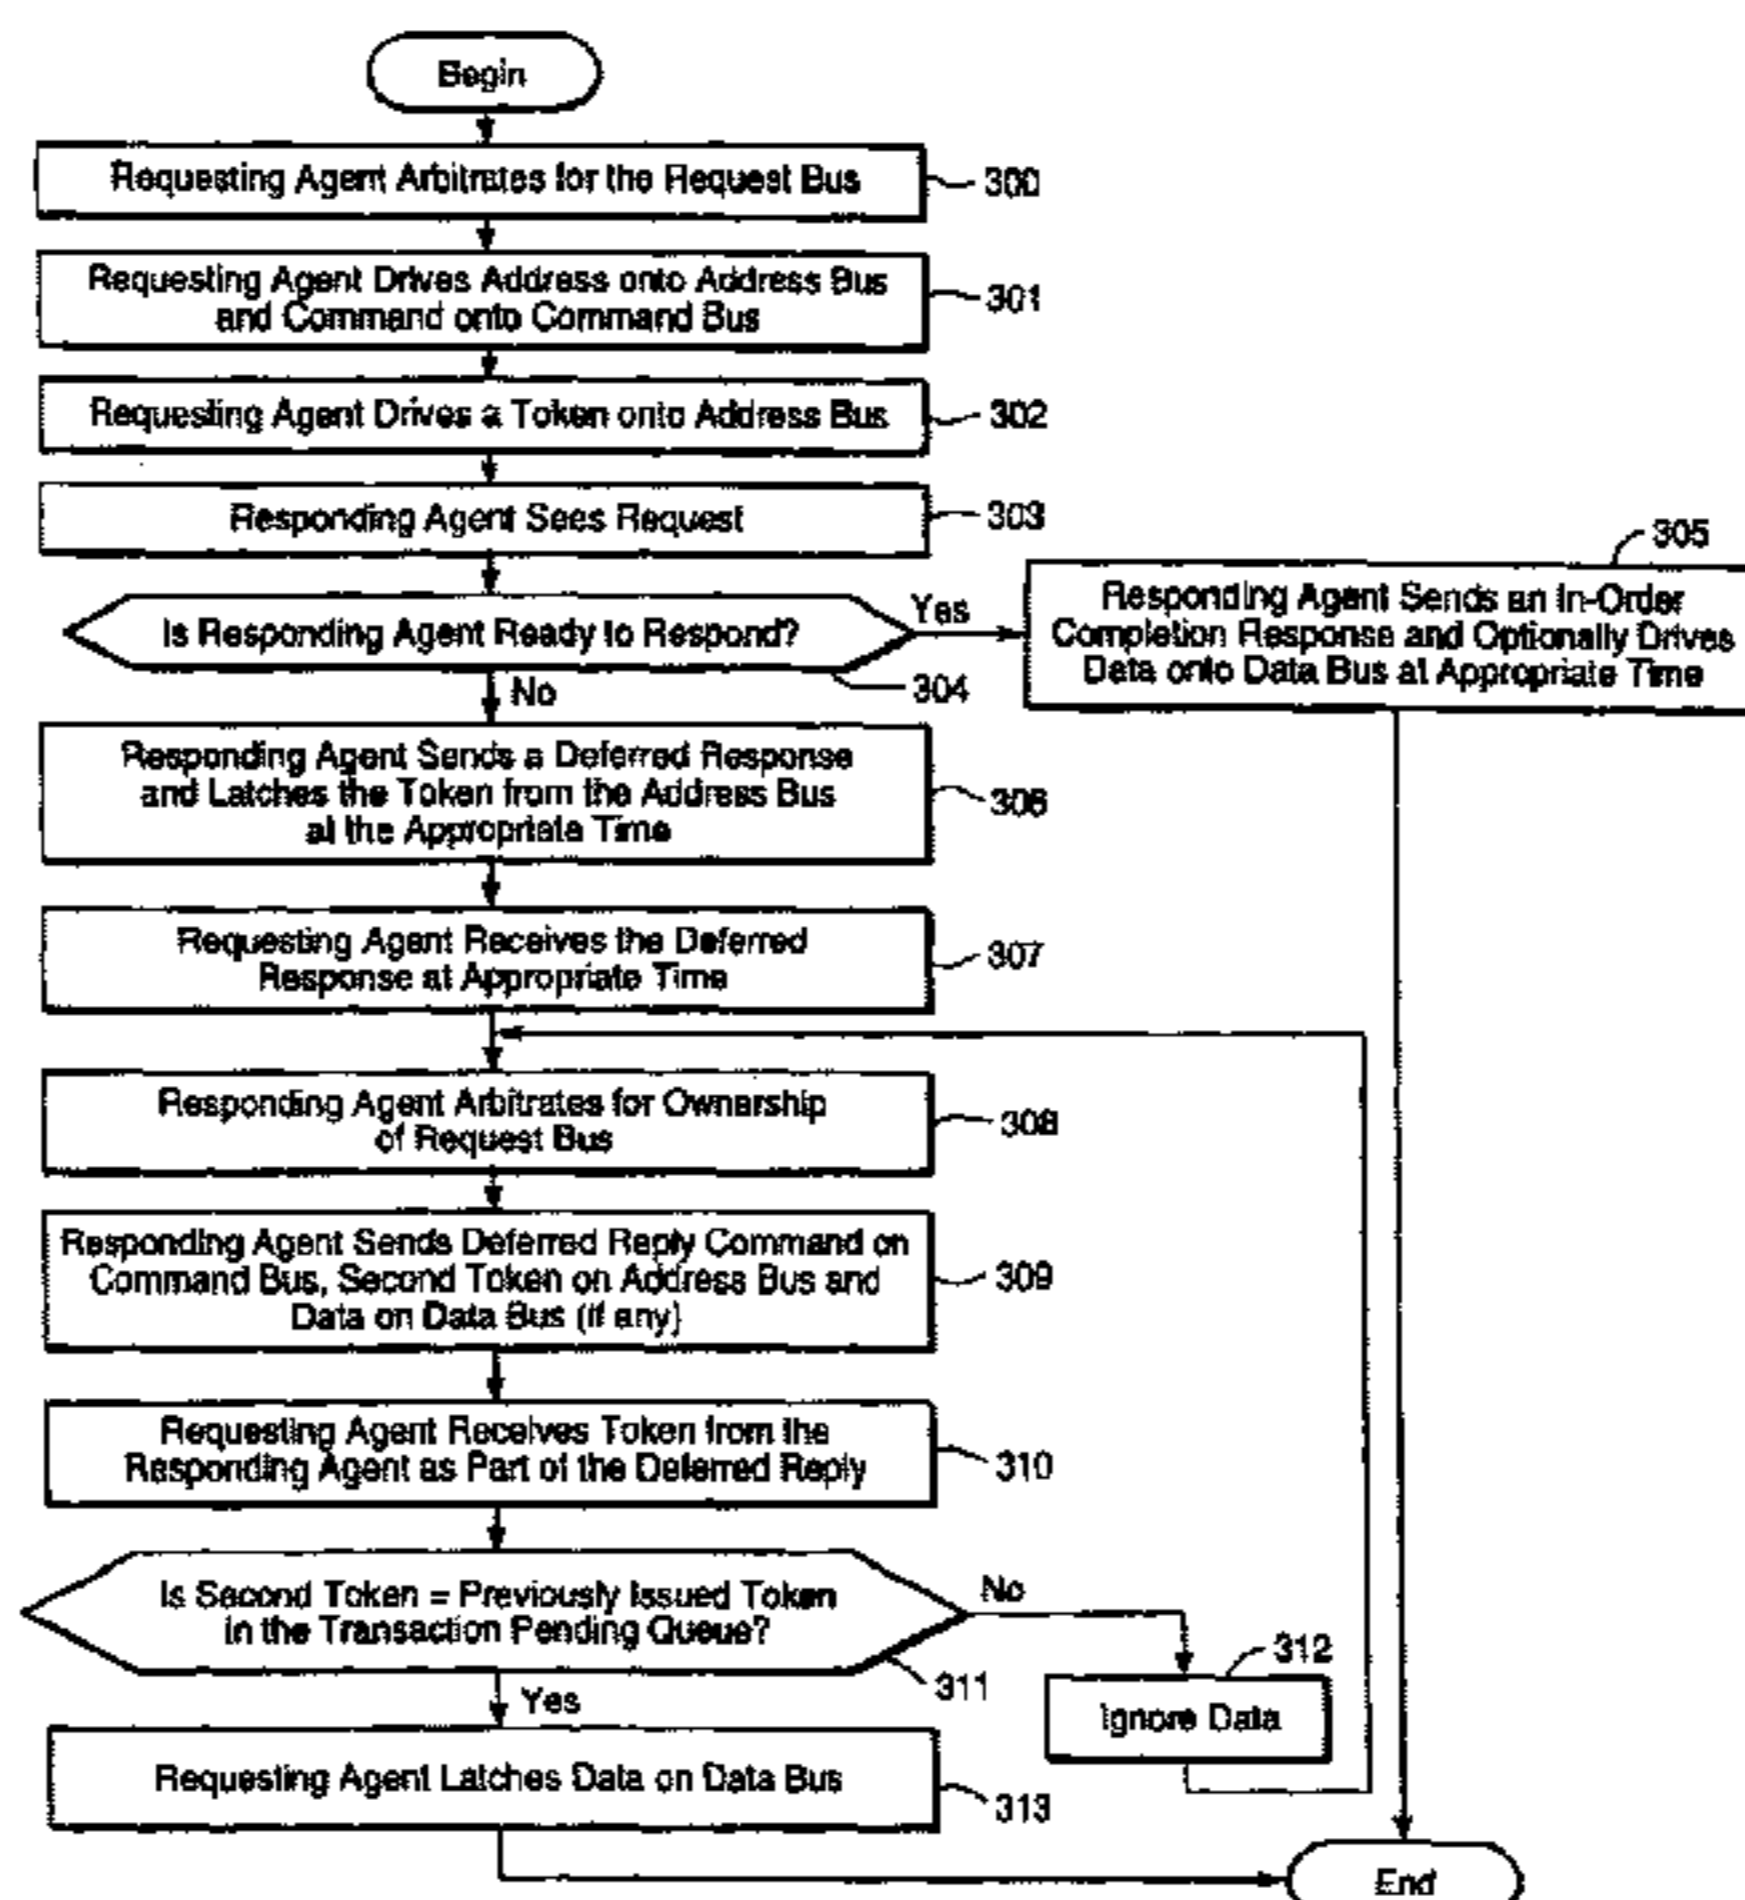 Begin
Requesting Agent Arbitrates for the Request Bus
300
Requesting Agent Drives Address onto Address Bus
and Command onto Command Bus
301
Requesting Agent Drives a Token onto Address Bus
302
Responding Agent Sees Request
303
Is Responding Agent Ready to Respond?
304
Yes
No
305
Responding Agent Sends an In-Order
Completion Response and Optionally Drives
Data onto Data Bus at Appropriate Time
Responding Agent Sends a Deferred Response
and Latches the Token from the Address Bus
at the Appropriate Time
306
Requesting Agent Receives the Deferred
Response at Appropriate Time
307
Responding Agent Arbitrates for Ownership
of Request Bus
308
Responding Agent Sends Deferred Reply Command on
Command Bus, Second Token on Address Bus and
Data on Data Bus (if any)
309
Requesting Agent Receives Token from the
Responding Agent as Part of the Deferred Reply
310
Is Second Token = Previously Issued Token
in the Transaction Pending Queue?
311
No
312
Ignore Data
Yes
Requesting Agent Latches Data on Data Bus
313
End